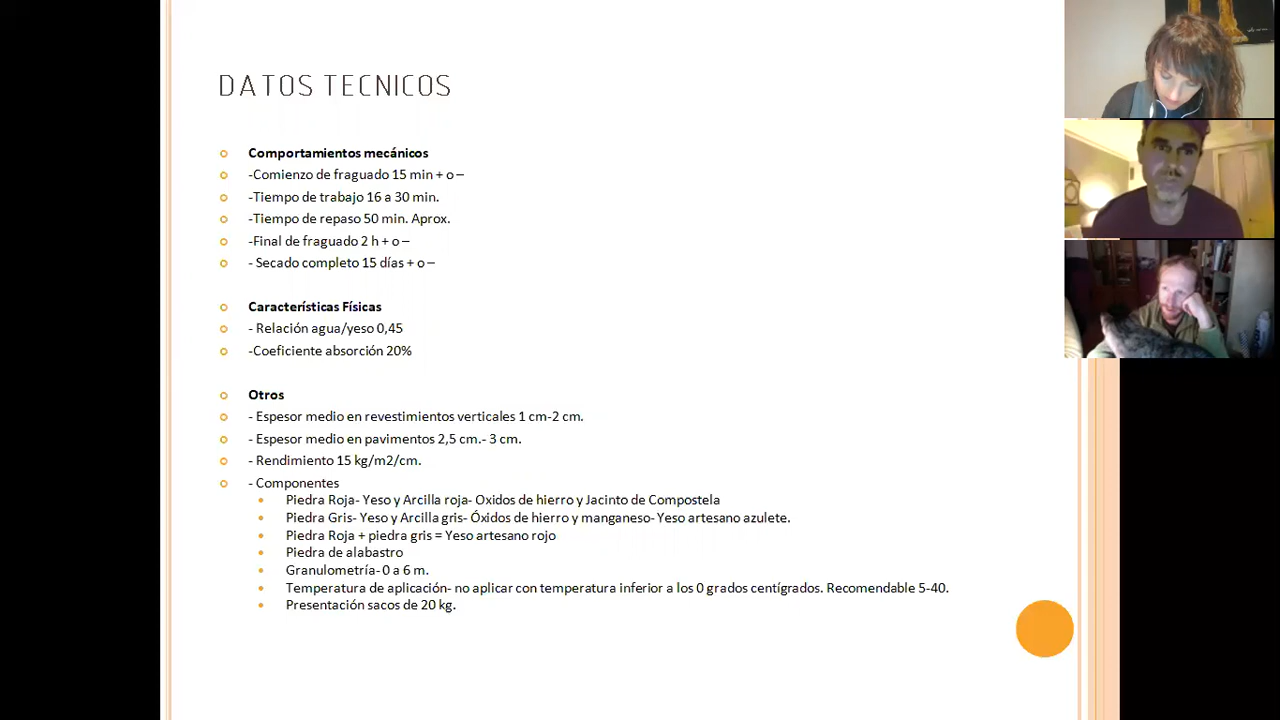 DATOS TECNICOS
Comportamientos mecánicos
-Comienzo de fraguado 15 min + o –
-Tiempo de trabajo 16 a 30 min.
-Tiempo de repaso 50 min. Aprox.
-Final de fraguado 2 h + o –
- Secado completo 15 días + o –
Características Físicas
- Relación agua/yeso 0,45
-Coeficiente absorción 20%
Otros
- Espesor medio en revestimientos verticales 1 cm-2 cm.
- Espesor medio en pavimentos 2,5 cm.- 3 cm.
- Rendimiento 15 kg/m2/cm.
- Componentes
Piedra Roja- Yeso y Arcilla roja- Oxidos de hierro y Jacinto de Compostela
Piedra Gris- Yeso y Arcilla gris- Óxidos de hierro y manganeso- Yeso artesano azulete.
Piedra Roja + piedra gris = Yeso artesano rojo
Piedra de alabastro
Granulometría- 0 a 6 m.
Temperatura de aplicación- no aplicar con temperatura inferior a los 0 grados centígrados. Recomendable 5-40.
Presentación sacos de 20 kg.